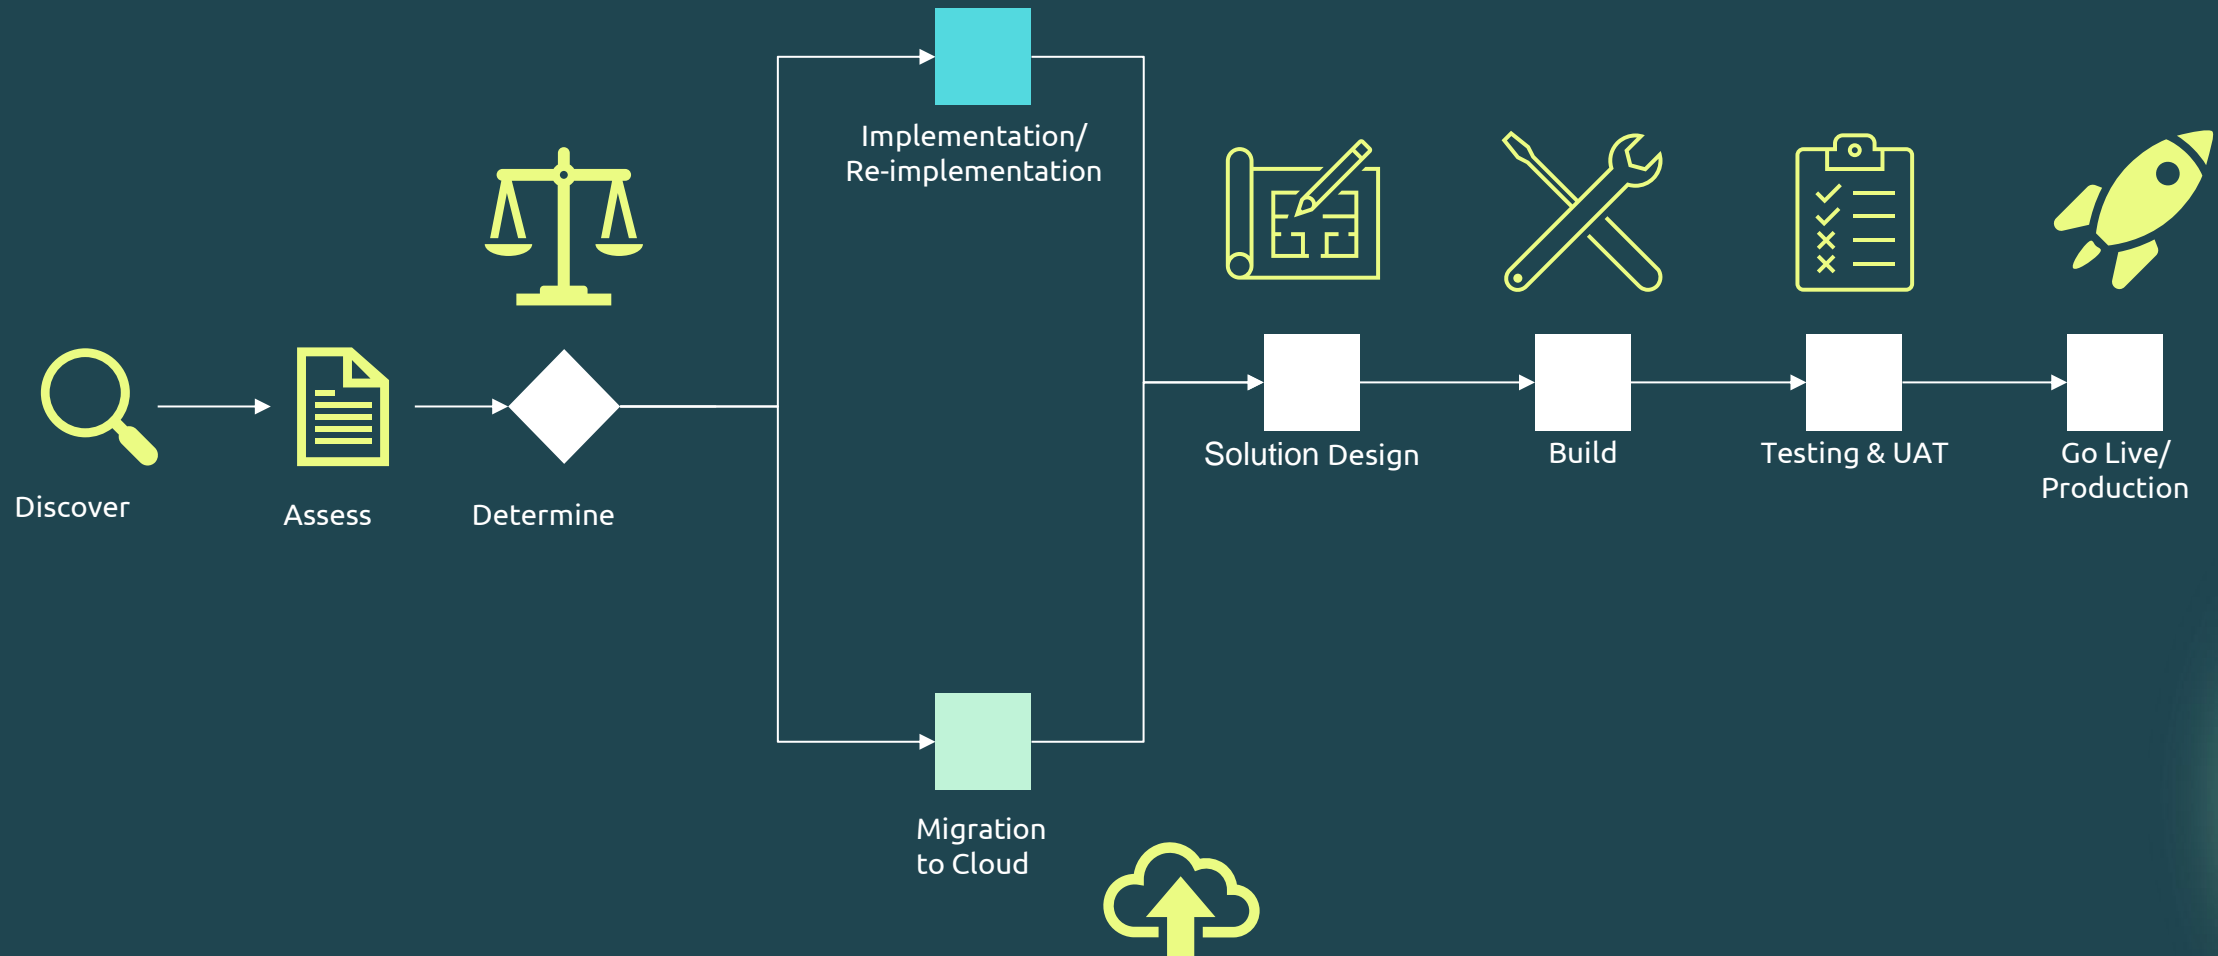 Discover
Assess
Determine
Implementation/
Re-implementation
Migration
to Cloud
Solution Design
Build
Testing & UAT
Go Live/
Production